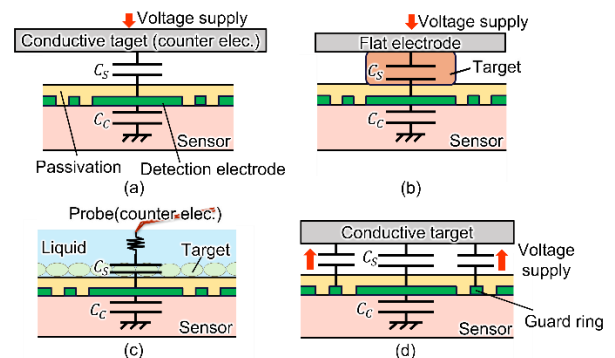 Voltage supply
Conductive taget (counter elec.)
C_S
C_C
Sensor
Passivation
Detection electrode
(a)
Voltage supply
Flat electrode
C_S
Target
C_C
Sensor
(b)
Probe(counter elec.)
Liquid
Target
C_S
C_C
Sensor
(c)
Conductive target
C_S
Voltage
supply
C_C
Guard ring
Sensor
(d)